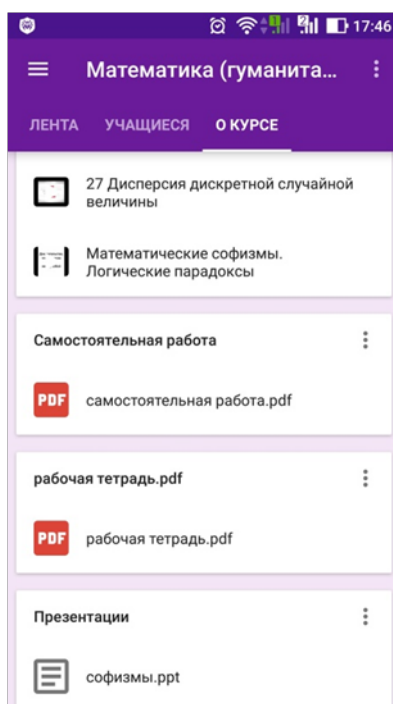 17:46
Математика (гуманита...
ЛЕНТА УЧАЩИЕСЯ О КУРСЕ
27 Дисперсия дискретной случайной
величины
Математические софизмы.
Логические парадоксы
Самостоятельная работа
PDF самостоятельная работа.pdf
рабочая тетрадь.pdf
PDF рабочая тетрадь.pdf
Презентации
софизмы.ppt